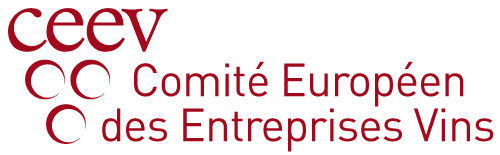 ceev
Comité Européen
des Entreprises Vins